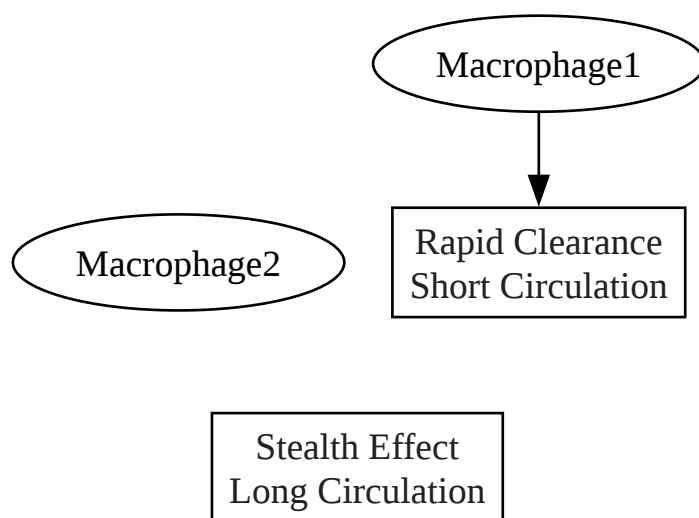 Macrophage1
Macrophage2
Rapid Clearance
Short Circulation
Stealth Effect
Long Circulation